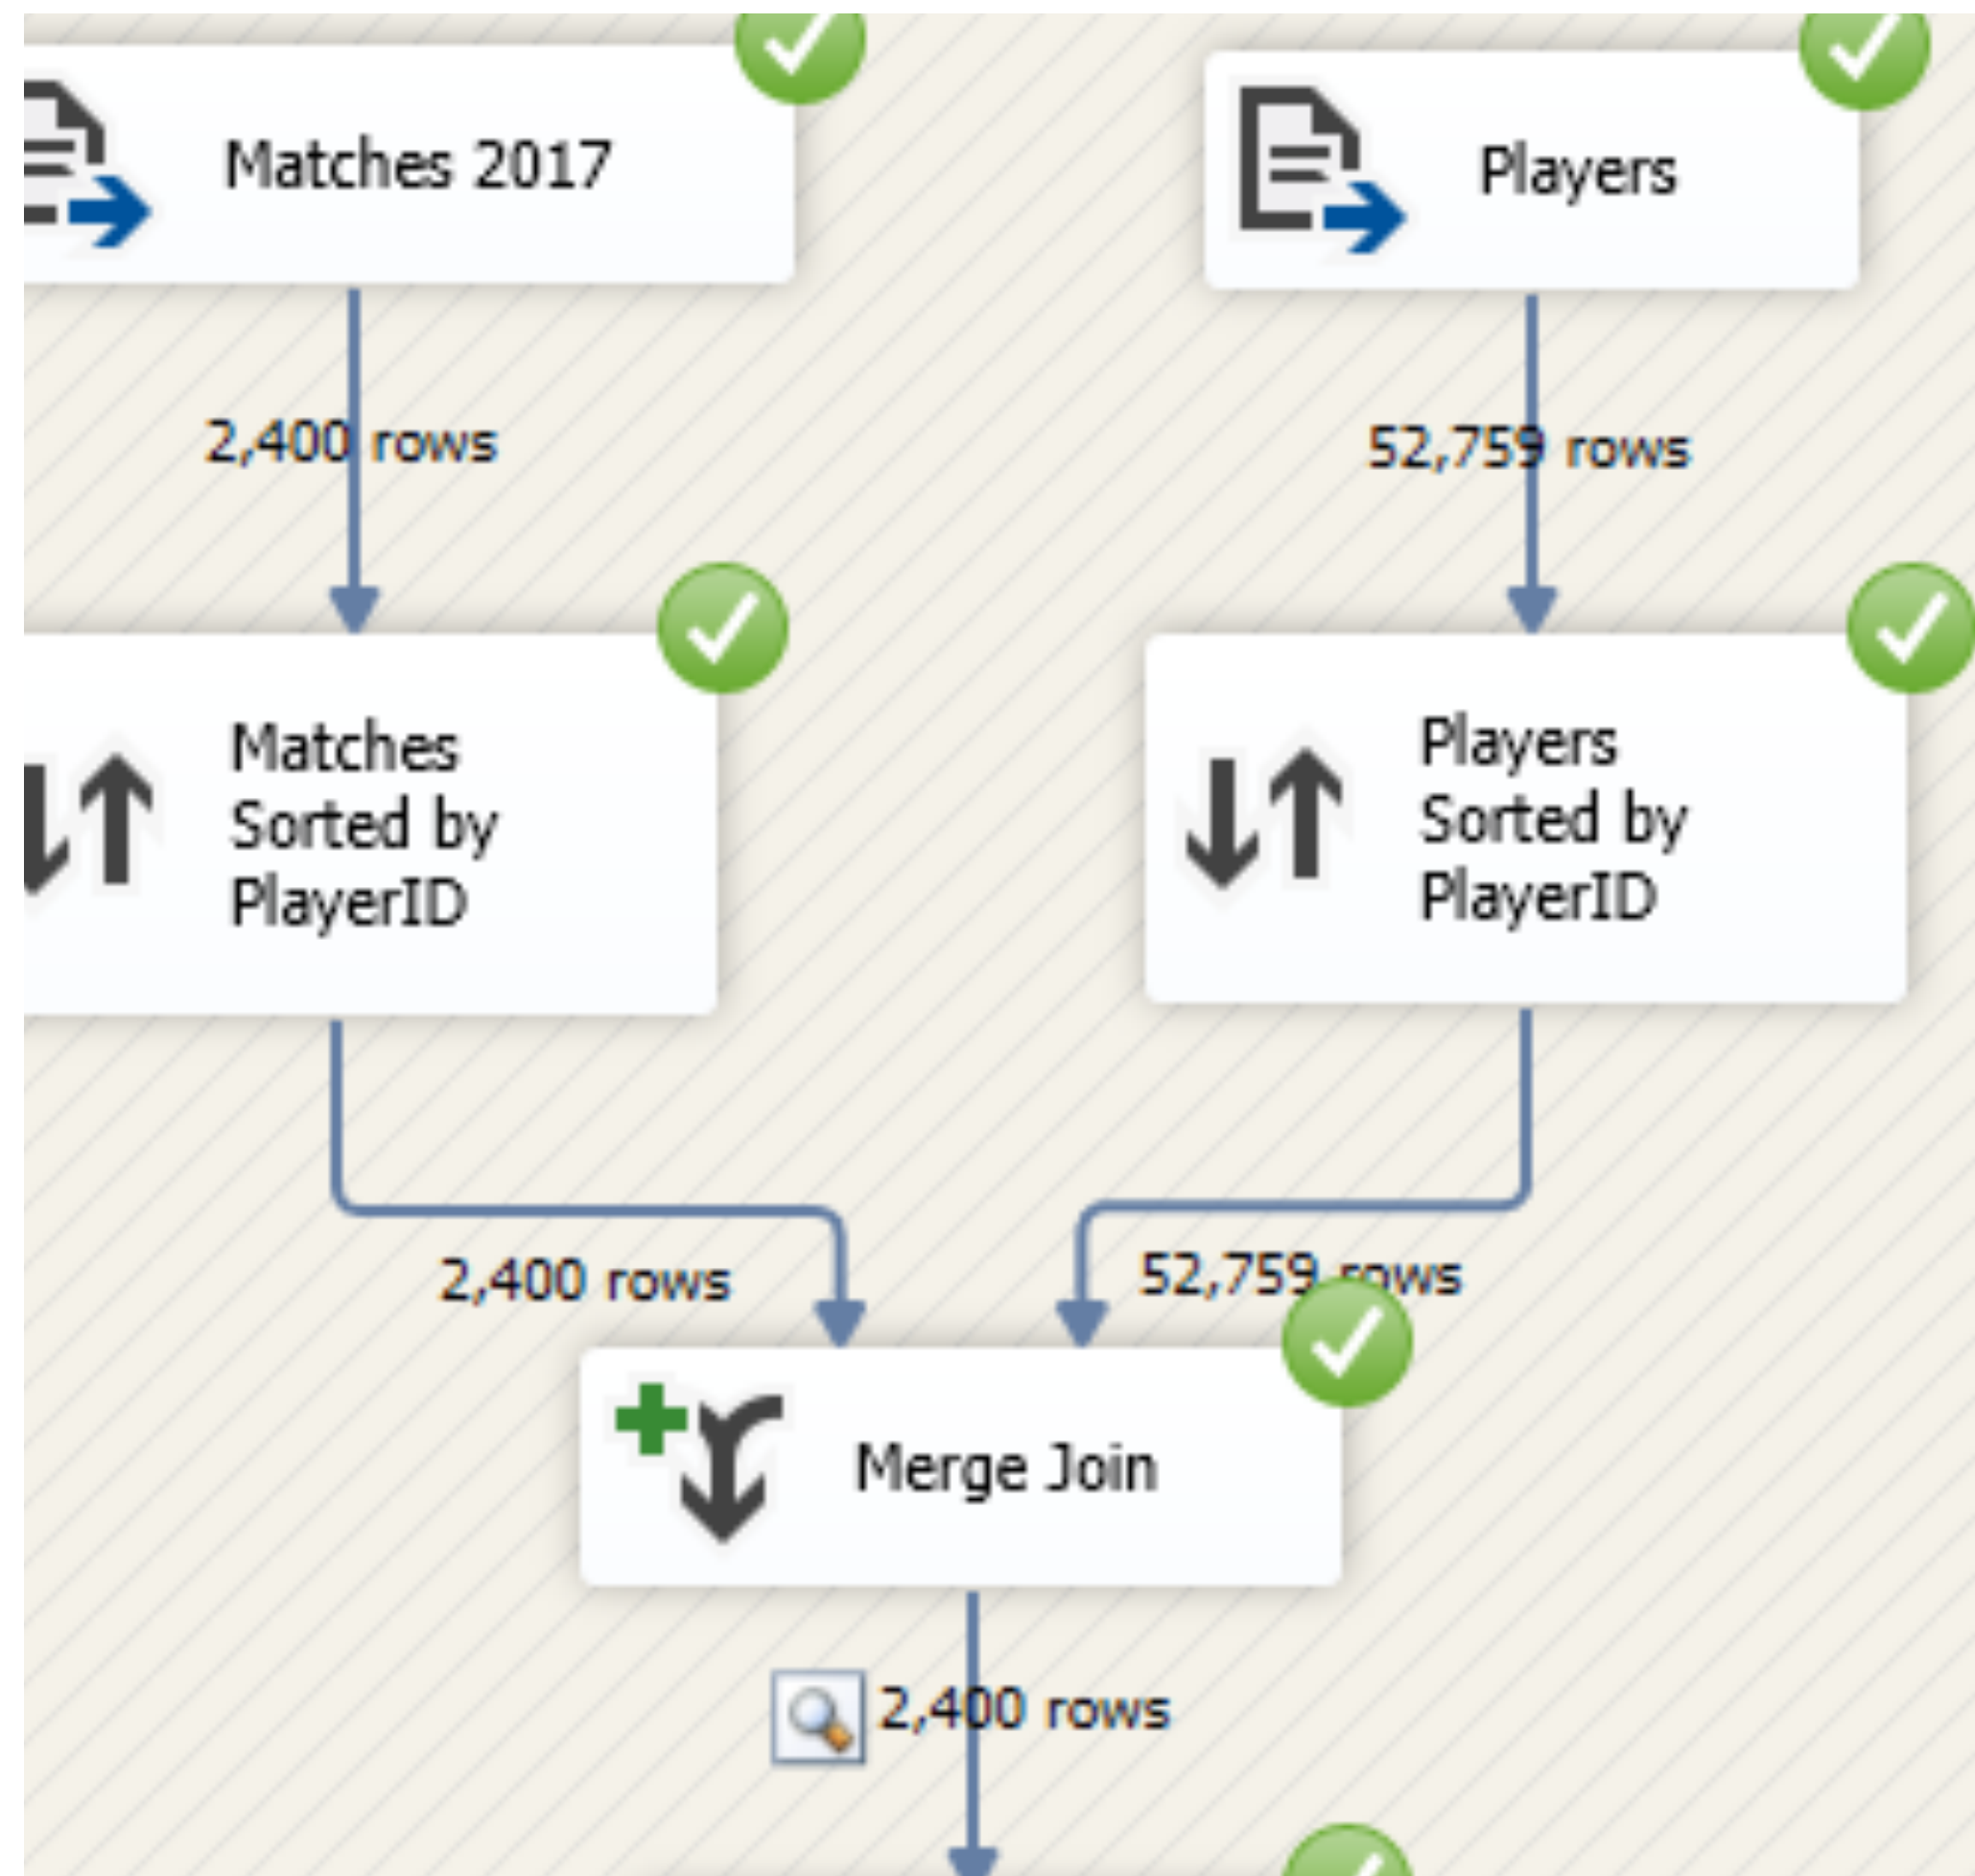 Matches 2017
Players
2,400 rows
52,759 rows
Matches
Sorted by
PlayerID
Players
Sorted by
PlayerID
2,400 rows
52,759 rows
Merge Join
2,400 rows